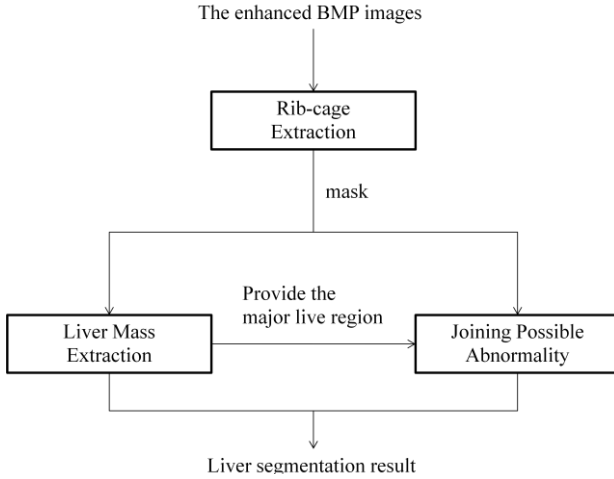 The enhanced BMP images
Rib-cage
Extraction
mask
Provide the
major live region
Liver Mass
Extraction
Joining Possible
Abnormality
Liver segmentation result